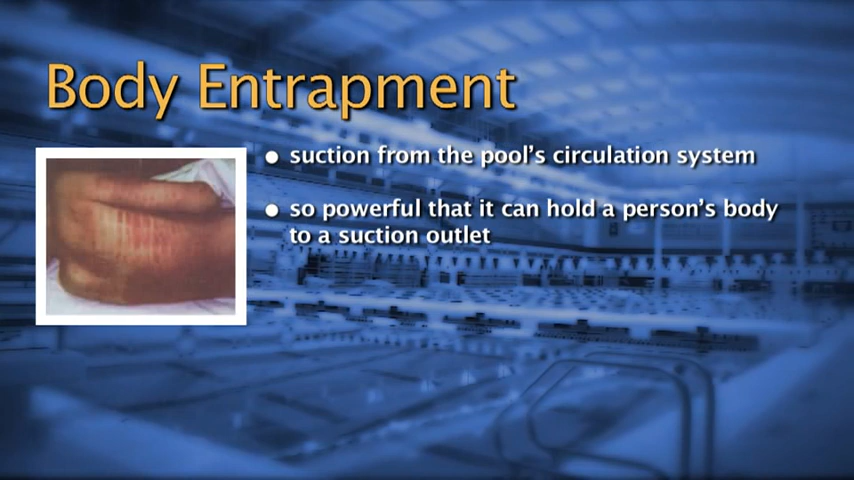 Body Entrapment
● suction from the pool’s circulation system
● so powerful that it can hold a person’s body
to a suction outlet